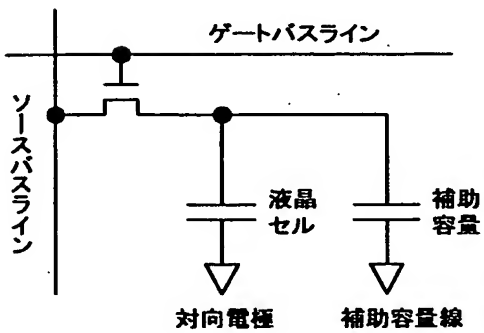 ゲートバスライン
ソースバスライン
液晶
セル
補助
容量
対向電極
補助容量線